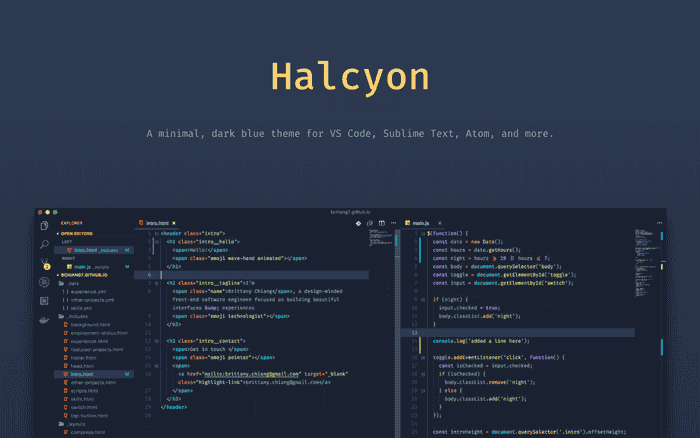 Halcyon
A minimal, dark blue theme for VS Code, Sublime Text, Atom, and more.
bchiang7.github.io
EXPLORER
OPEN EDITORS
LEFT
intro.html _includes M
RIGHT
main.js _scripts M
BCHIANG7.GITHUB.IO
_data
experience.yml
other-projects.yml
skills.yml
_includes
background.html
employment-status.html
experience.html
featured-projects.html
footer.html
head.html
intro.html M
other-projects.html
scripts.html
skills.html
switch.html
top-button.html
_layouts
compress.html
intro.html
<header class="intro">
<h1 class="intro__hello">
<span>Hello!</span>
<span class="emoji wave-hand animated"></span>
</h1>
<h2 class="intro__tagline">I'm
<span class="name">Brittany Chiang</span>, a design-minded
front-end software engineer focused on building beautiful
interfaces &amp; experiences
<span class="emoji technologist"></span>
</h2>
<h3 class="intro__contact">
<span>Get in touch </span>
<span class="emoji pointer"></span>
<span>
<a href="mailto:brittany.chiang@gmail.com" target="_blank"
class="highlight-link">brittany.chiang@gmail.com</a>
</span>
</h3>
</header>
main.js
$(function() {
const date = new Date();
const hours = date.getHours();
const body = document.querySelector('body');
const toggle = document.getElementById('toggle');
const input = document.getElementById('switch');
if (night) {
input.checked = true;
body.classList.add('night');
}
console.log('added a line here');
toggle.addEventListener('click', function() {
const isChecked = input.checked;
if (isChecked) {
body.classList.remove('night');
} else {
body.classList.add('night');
}
});
const introHeight = document.querySelector('.intro').offsetHeight;